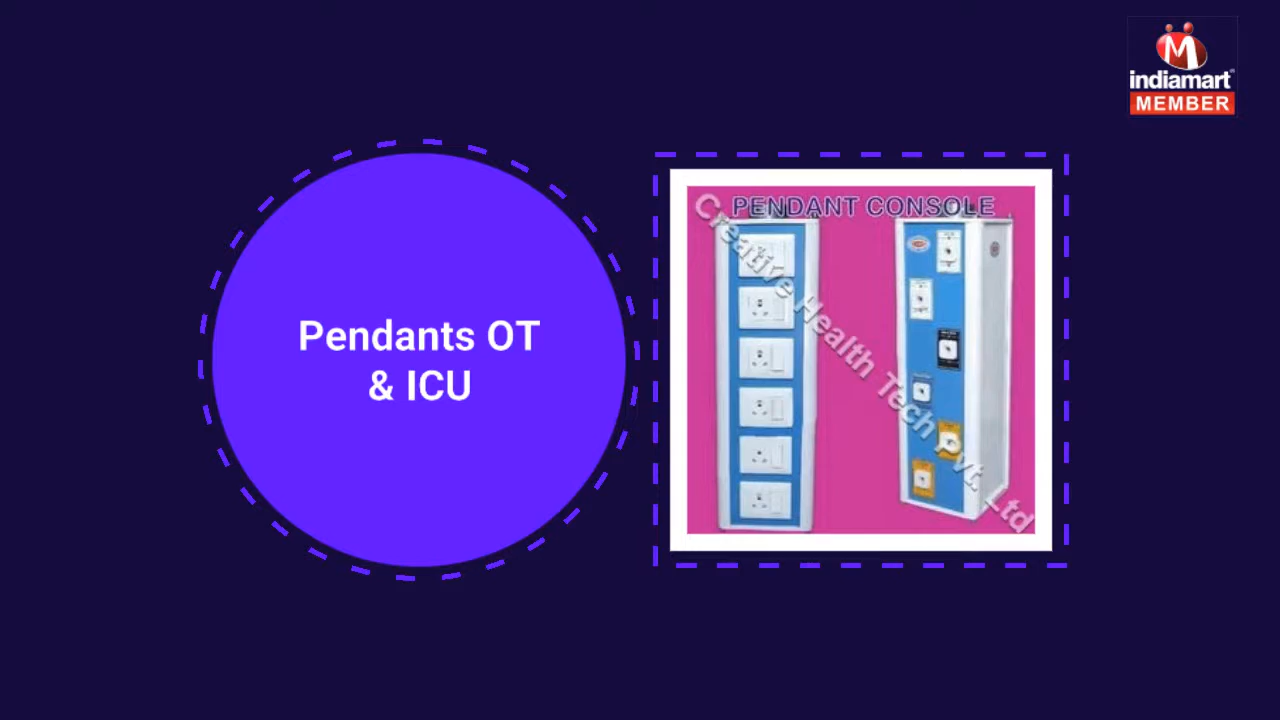 indiamart
MEMBER
Pendants OT
& ICU
PENDANT CONSOLE
Creative Health Tech Pvt. Ltd